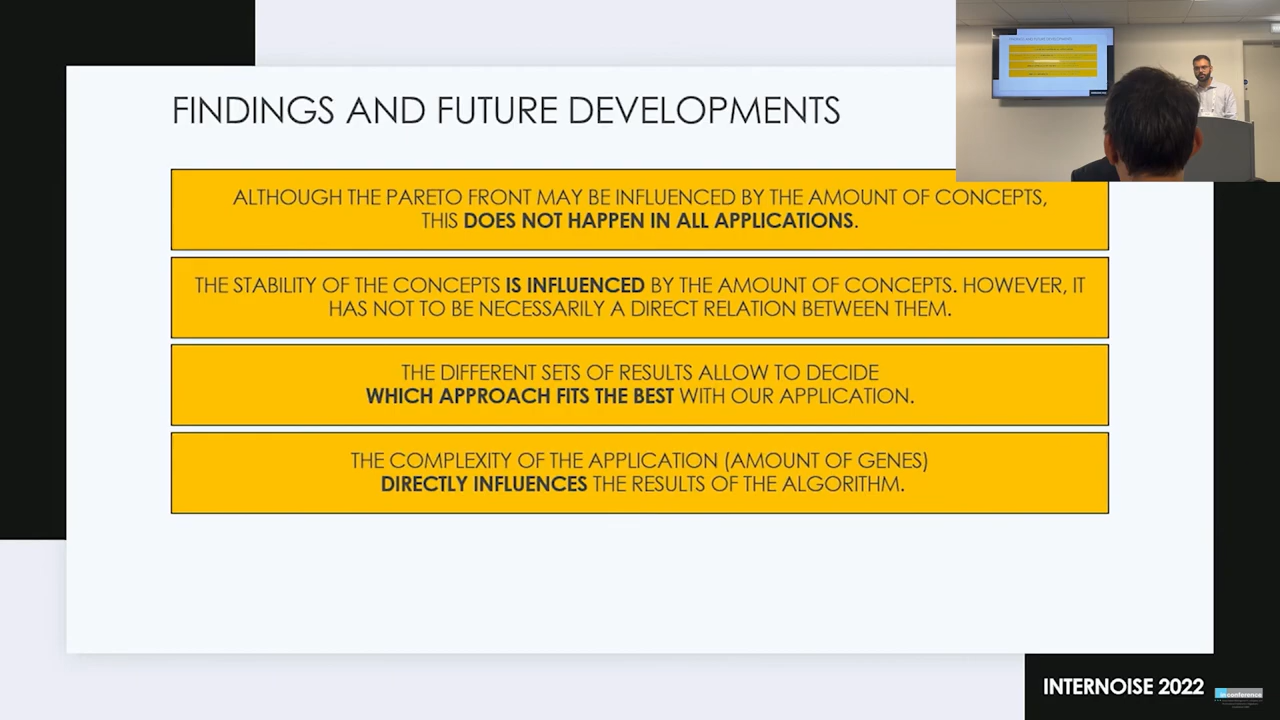 FINDINGS AND FUTURE DEVELOPMENTS
ALTHOUGH THE PARETO FRONT MAY BE INFLUENCED BY THE AMOUNT OF CONCEPTS,
THIS DOES NOT HAPPEN IN ALL APPLICATIONS.
THE STABILITY OF THE CONCEPTS IS INFLUENCED BY THE AMOUNT OF CONCEPTS. HOWEVER, IT
HAS NOT TO BE NECESSARILY A DIRECT RELATION BETWEEN THEM.
THE DIFFERENT SETS OF RESULTS ALLOW TO DECIDE
WHICH APPROACH FITS THE BEST WITH OUR APPLICATION.
THE COMPLEXITY OF THE APPLICATION (AMOUNT OF GENES)
DIRECTLY INFLUENCES THE RESULTS OF THE ALGORITHM.
INTERNOISE 2022
inconference